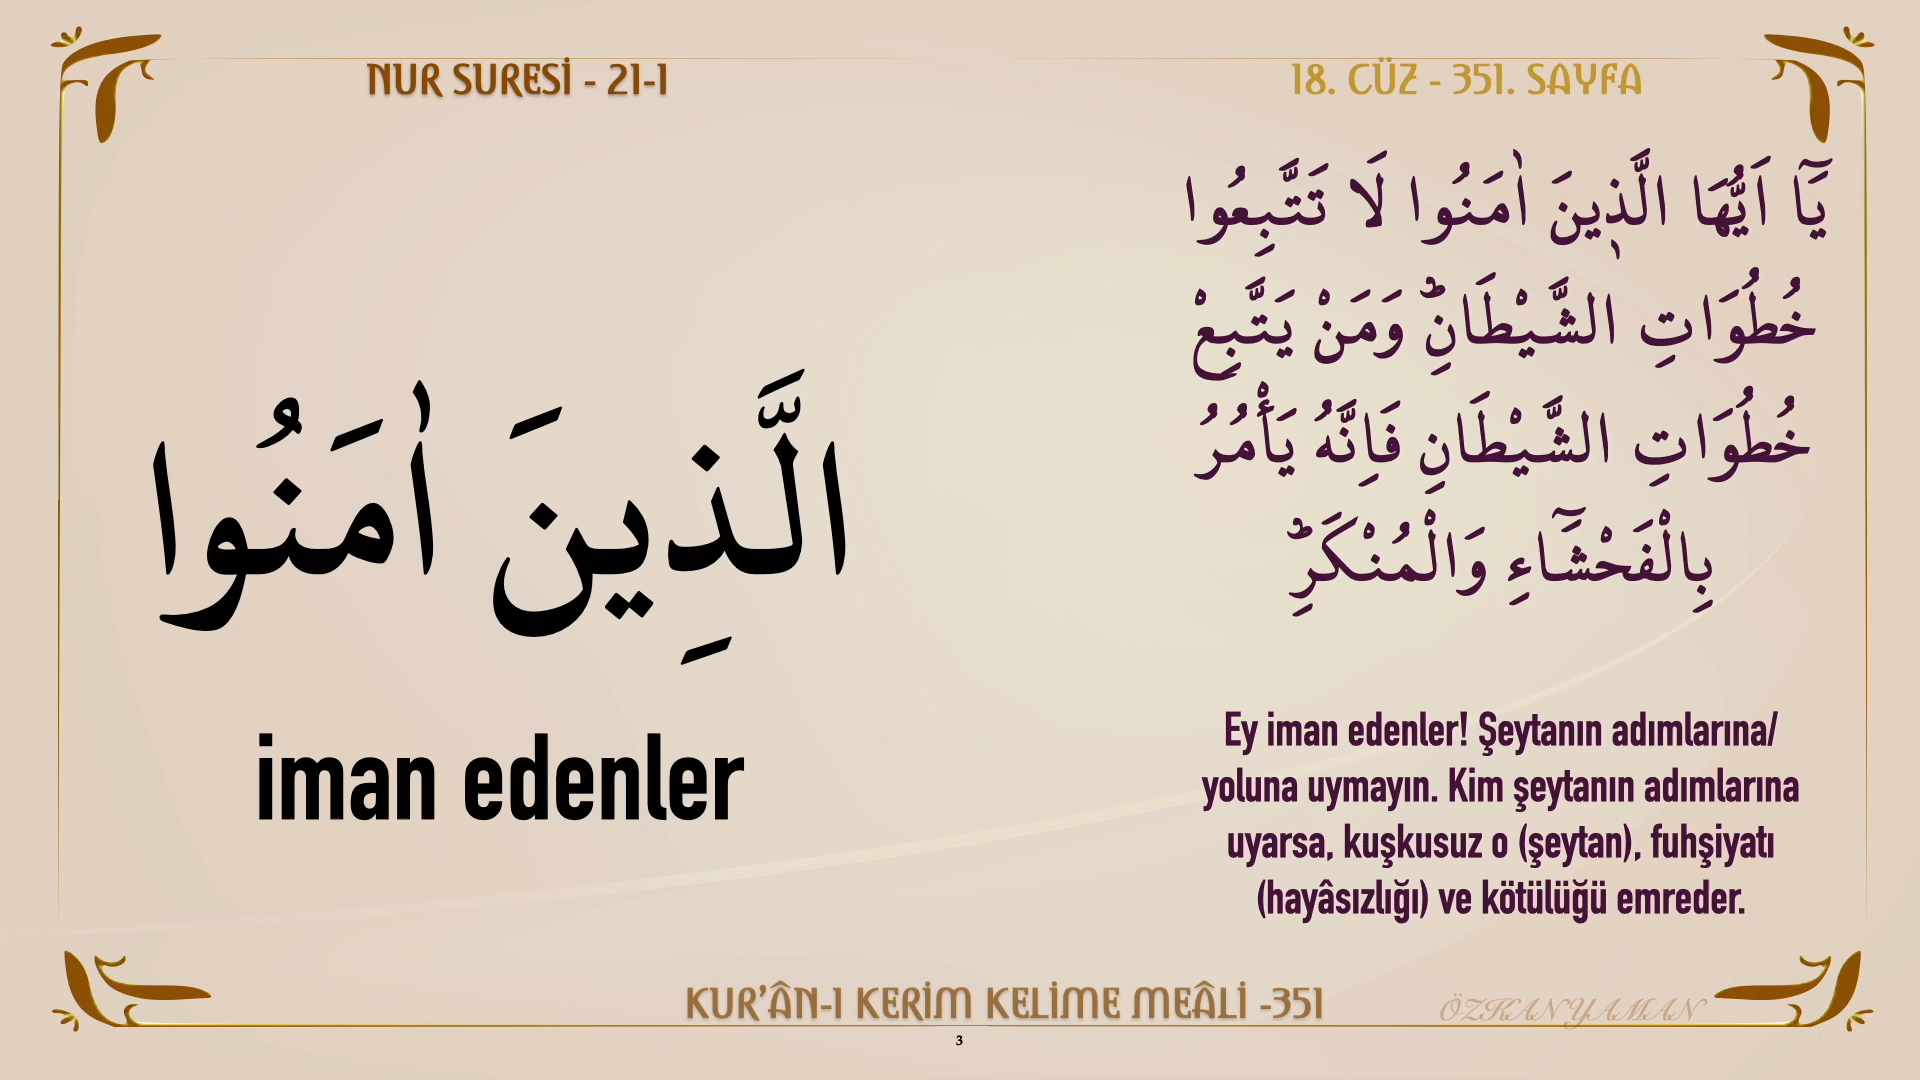 NUR SURESİ - 21-1
18. CÜZ - 351. SAYFA
يَٓا اَيُّهَا الَّذ۪ينَ اٰمَنُوا لَا تَتَّبِعُوا
خُطُوَاتِ الشَّيْطَانِۜ وَمَنْ يَتَّبِعْ
خُطُوَاتِ الشَّيْطَانِ فَاِنَّهُ يَأْمُرُ
بِالْفَحْشَٓاءِ وَالْمُنْكَرِۜ
الَّذِينَ اٰمَنُوا
iman edenler
Ey iman edenler! Şeytanın adımlarına/
yoluna uymayın. Kim şeytanın adımlarına
uyarsa, kuşkusuz o (şeytan), fuhşiyatı
(hayâsızlığı) ve kötülüğü emreder.
KUR’ÂN-I KERİM KELİME MEÂLİ -351
ÖZKAN YAMAN
3